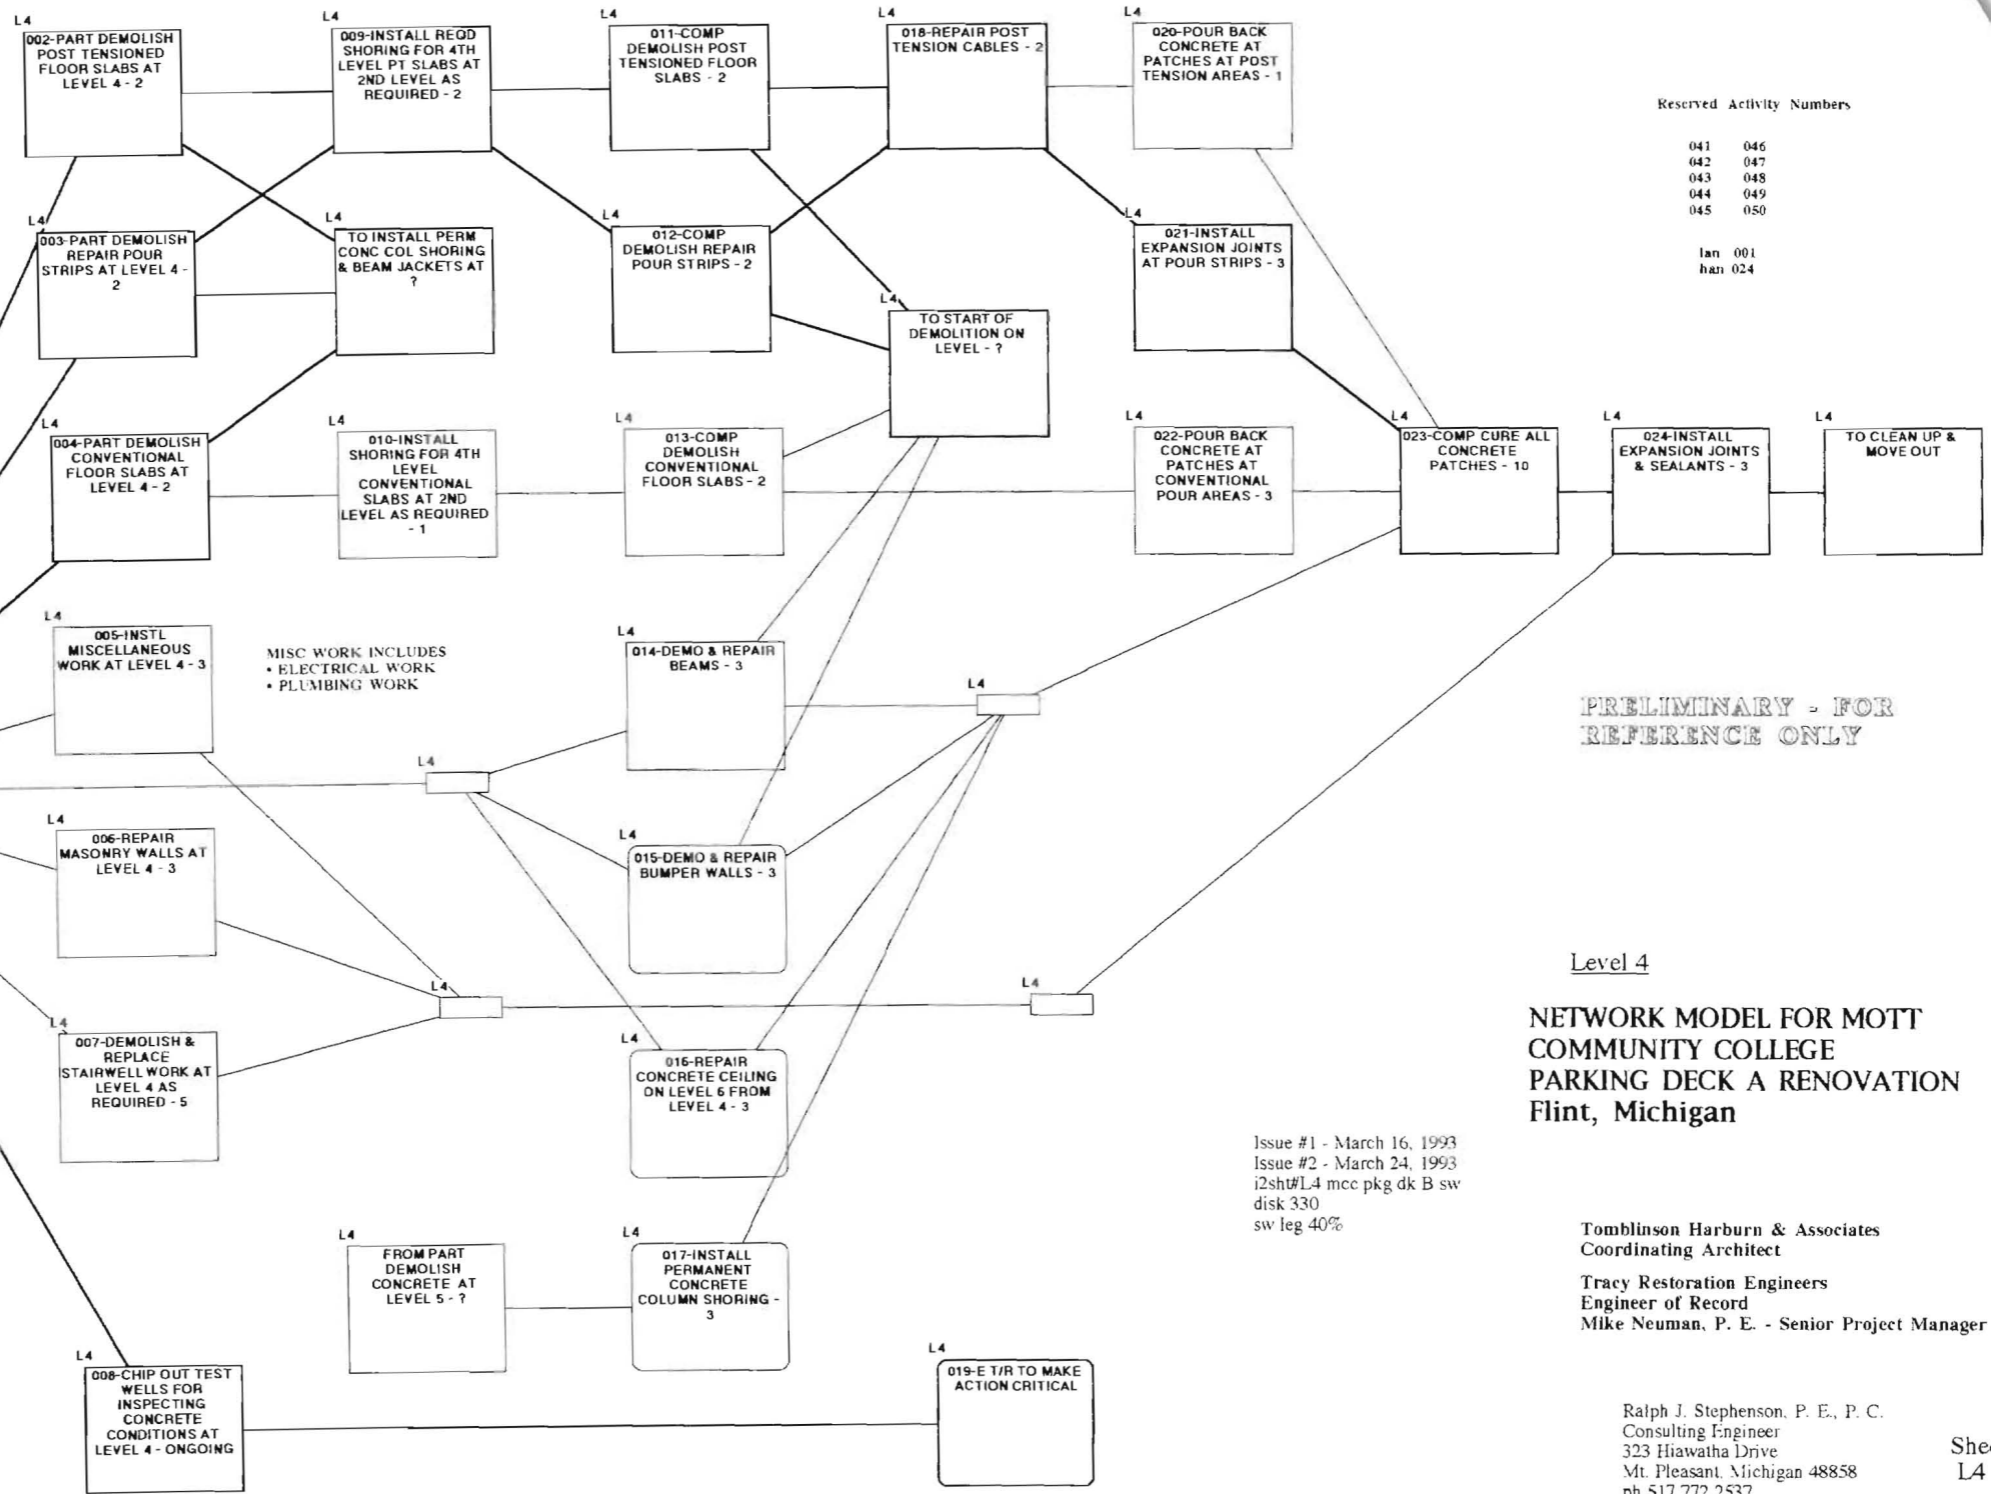 L4
002-PART DEMOLISH
POST TENSIONED
FLOOR SLABS AT
LEVEL 4 - 2
L4
009-INSTALL REQD
SHORING FOR 4TH
LEVEL PT SLABS AT
2ND LEVEL AS
REQUIRED - 2
L4
011-COMP
DEMOLISH POST
TENSIONED FLOOR
SLABS - 2
L4
018-REPAIR POST
TENSION CABLES - 2
L4
020-POUR BACK
CONCRETE AT
PATCHES AT POST
TENSION AREAS - 1
Reserved Activity Numbers
041 046
042 047
043 048
044 049
045 050
lan 001
han 024
L4
003-PART DEMOLISH
REPAIR POUR
STRIPS AT LEVEL 4 -
2
L4
TO INSTALL PERM
CONC COL SHORING
& BEAM JACKETS AT
?
L4
012-COMP
DEMOLISH REPAIR
POUR STRIPS - 2
L4
TO START OF
DEMOLITION ON
LEVEL - ?
L4
021-INSTALL
EXPANSION JOINTS
AT POUR STRIPS - 3
L4
004-PART DEMOLISH
CONVENTIONAL
FLOOR SLABS AT
LEVEL 4 - 2
L4
010-INSTALL
SHORING FOR 4TH
LEVEL
CONVENTIONAL
SLABS AT 2ND
LEVEL AS REQUIRED
- 1
L4
013-COMP
DEMOLISH
CONVENTIONAL
FLOOR SLABS - 2
L4
022-POUR BACK
CONCRETE AT
PATCHES AT
CONVENTIONAL
POUR AREAS - 3
L4
023-COMP CURE ALL
CONCRETE
PATCHES - 10
L4
024-INSTALL
EXPANSION JOINTS
& SEALANTS - 3
L4
TO CLEAN UP &
MOVE OUT
L4
005-INSTL
MISCELLANEOUS
WORK AT LEVEL 4 - 3
MISC WORK INCLUDES
• ELECTRICAL WORK
• PLUMBING WORK
L4
014-DEMO & REPAIR
BEAMS - 3
L4
L4
PRELIMINARY - FOR
REFERENCE ONLY
L4
006-REPAIR
MASONRY WALLS AT
LEVEL 4 - 3
L4
015-DEMO & REPAIR
BUMPER WALLS - 3
L4
L4
L4
007-DEMOLISH &
REPLACE
STAIRWELL WORK AT
LEVEL 4 AS
REQUIRED - 5
L4
016-REPAIR
CONCRETE CEILING
ON LEVEL 6 FROM
LEVEL 4 - 3
Level 4
NETWORK MODEL FOR MOTT
COMMUNITY COLLEGE
PARKING DECK A RENOVATION
Flint, Michigan
Issue #1 - March 16, 1993
Issue #2 - March 24, 1993
i2sht#L4 mcc pkg dk B sw
disk 330
sw leg 40%
L4
FROM PART
DEMOLISH
CONCRETE AT
LEVEL 5 - ?
L4
017-INSTALL
PERMANENT
CONCRETE
COLUMN SHORING -
3
Tomblinson Harburn & Associates
Coordinating Architect
Tracy Restoration Engineers
Engineer of Record
Mike Neuman, P. E. - Senior Project Manager
L4
008-CHIP OUT TEST
WELLS FOR
INSPECTING
CONCRETE
CONDITIONS AT
LEVEL 4 - ONGOING
L4
019-E T/R TO MAKE
ACTION CRITICAL
Ralph J. Stephenson, P. E., P. C.
Consulting Engineer
323 Hiawatha Drive
Mt. Pleasant, Michigan 48858
ph 517 772 2537
L4